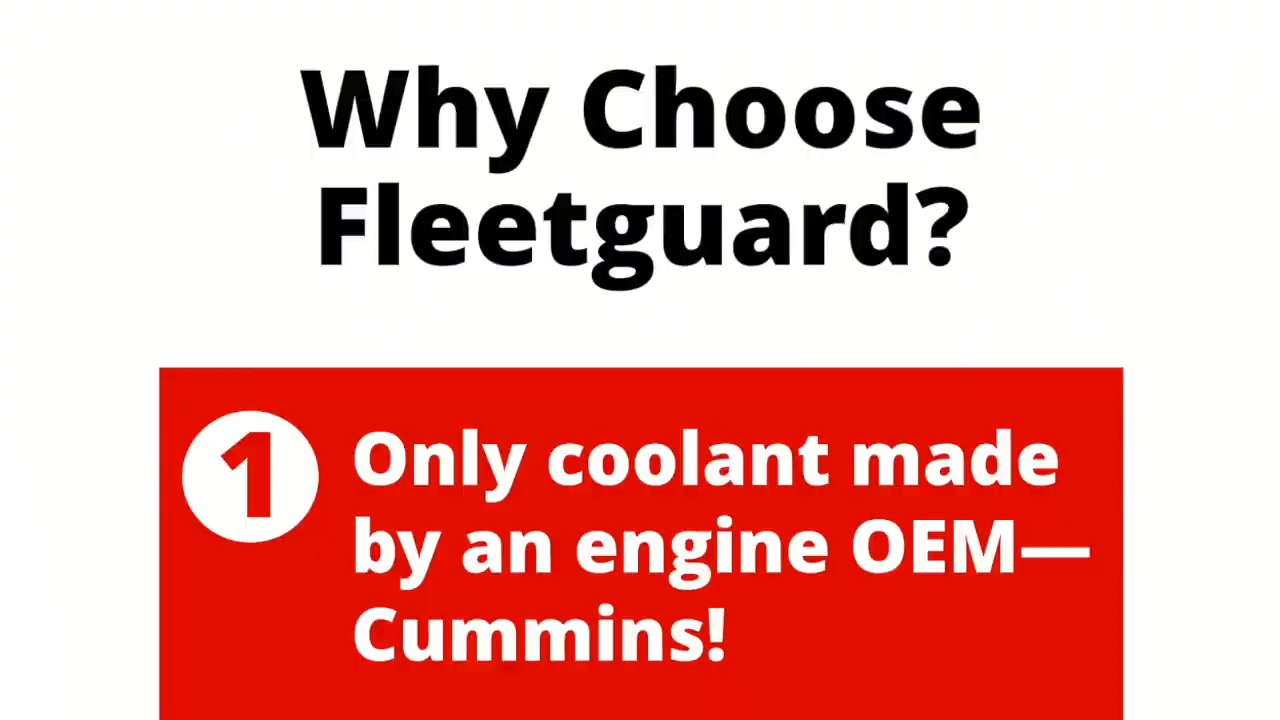 Why Choose
Fleetguard?
1
Only coolant made
by an engine OEM—
Cummins!